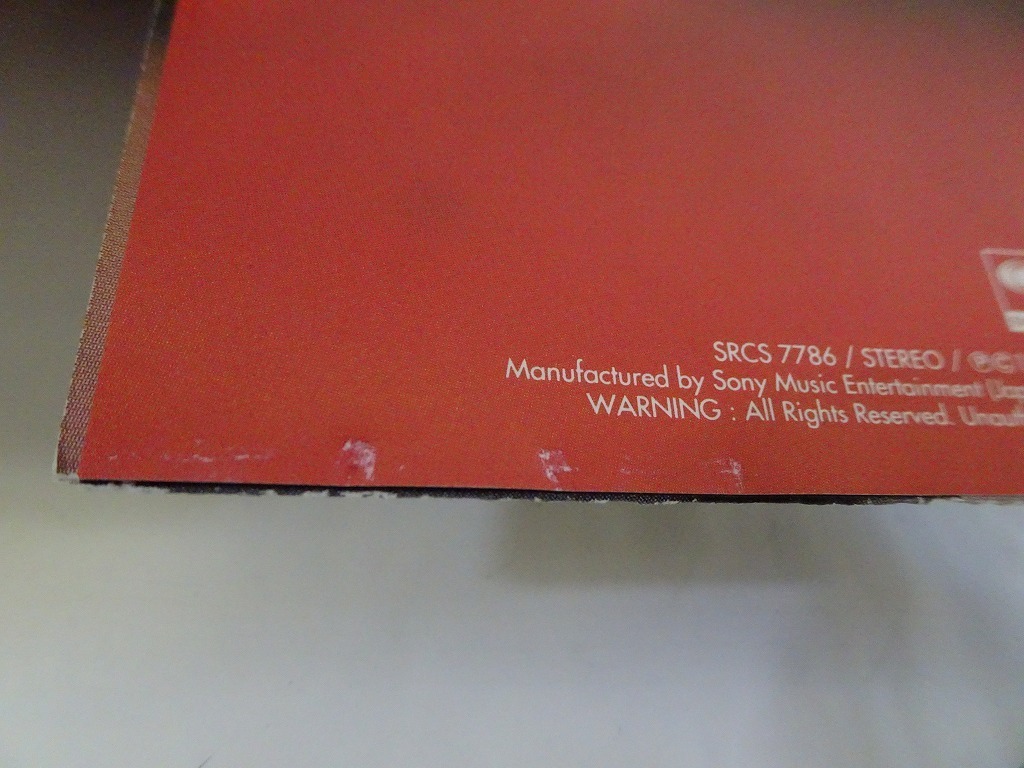 SRCS 7786 / STEREO / ℗©
Manufactured by Sony Music Entertainment
WARNING : All Rights Reserved.